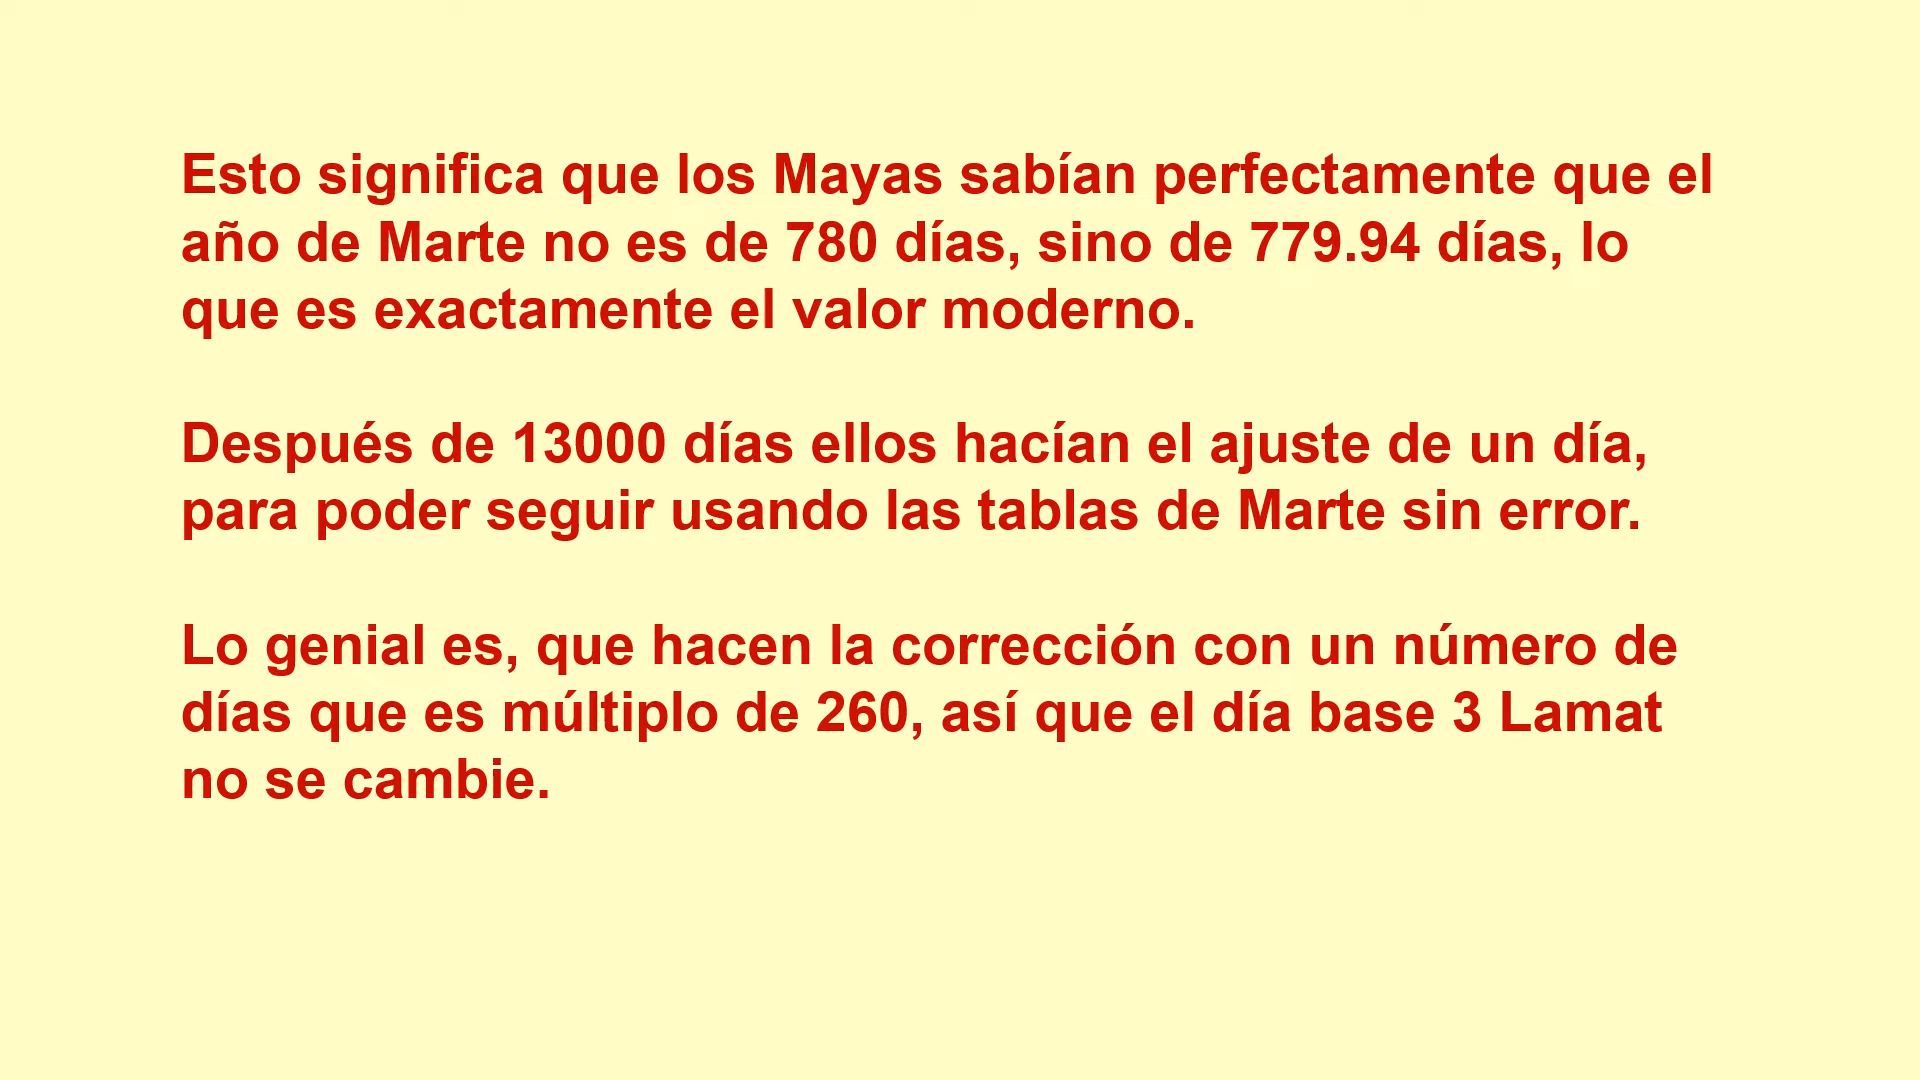 Esto significa que los Mayas sabían perfectamente que el
año de Marte no es de 780 días, sino de 779.94 días, lo
que es exactamente el valor moderno.
Después de 13000 días ellos hacían el ajuste de un día,
para poder seguir usando las tablas de Marte sin error.
Lo genial es, que hacen la corrección con un número de
días que es múltiplo de 260, así que el día base 3 Lamat
no se cambie.